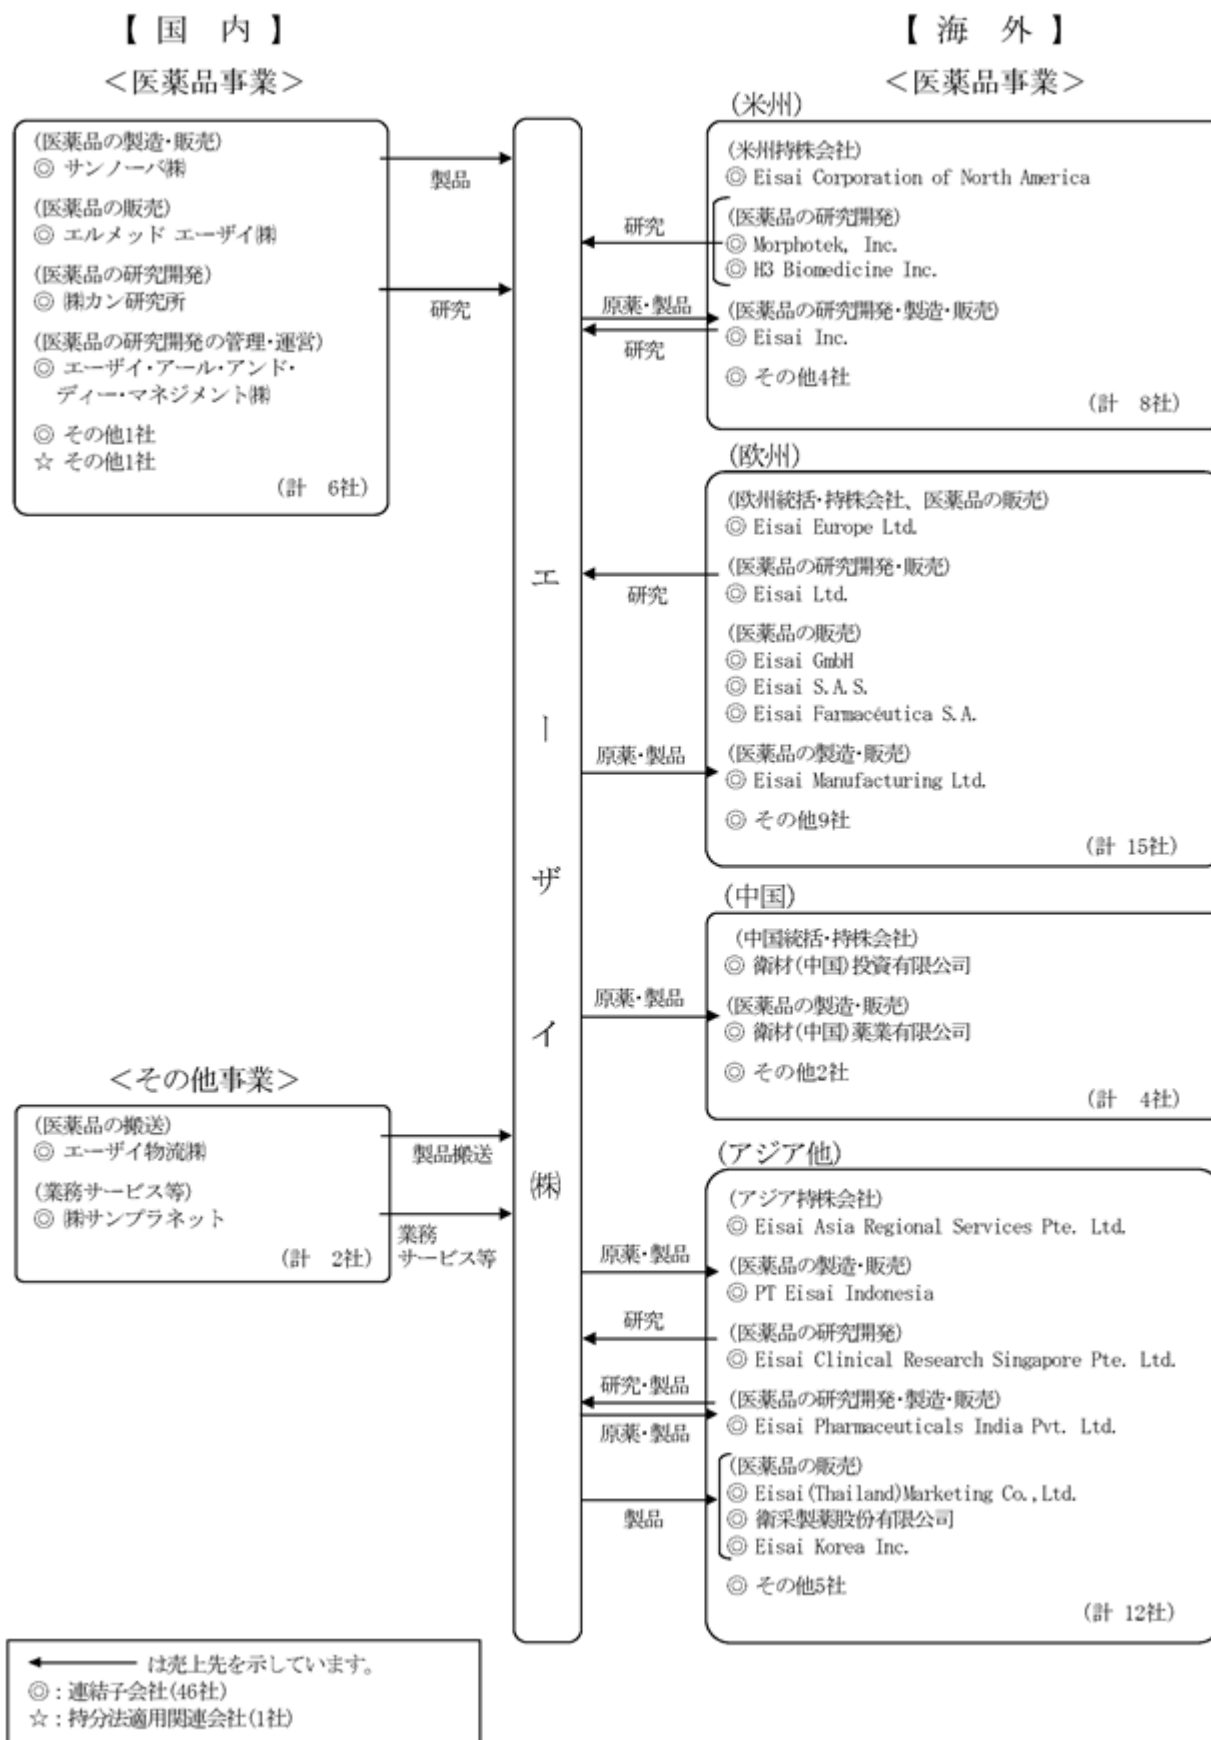 【 国 内 】
＜医薬品事業＞
(医薬品の製造・販売)
◎ サンノーバ㈱
(医薬品の販売)
◎ エルメッド エーザイ㈱
(医薬品の研究開発)
◎ ㈱カン研究所
(医薬品の研究開発の管理・運営)
◎ エーザイ・アール・アンド・
ディー・マネジメント㈱
◎ その他1社
☆ その他1社
(計 6社)
製品
研究
＜その他事業＞
(医薬品の搬送)
◎ エーザイ物流㈱
(業務サービス等)
◎ ㈱サンプラネット
(計 2社)
製品搬送
業務
サービス等
エーザイ㈱
【 海 外 】
＜医薬品事業＞
(米州)
(米州持株会社)
◎ Eisai Corporation of North America
研究
(医薬品の研究開発)
◎ Morphotek, Inc.
◎ H3 Biomedicine Inc.
原薬・製品
研究
(医薬品の研究開発・製造・販売)
◎ Eisai Inc.
◎ その他4社
(計 8社)
(欧州)
(欧州統括・持株会社、医薬品の販売)
◎ Eisai Europe Ltd.
研究
(医薬品の研究開発・販売)
◎ Eisai Ltd.
(医薬品の販売)
◎ Eisai GmbH
◎ Eisai S.A.S.
◎ Eisai Farmacéutica S.A.
原薬・製品
(医薬品の製造・販売)
◎ Eisai Manufacturing Ltd.
◎ その他9社
(計 15社)
(中国)
(中国統括・持株会社)
◎ 衛材(中国)投資有限公司
原薬・製品
(医薬品の製造・販売)
◎ 衛材(中国)薬業有限公司
◎ その他2社
(計 4社)
(アジア他)
(アジア持株会社)
◎ Eisai Asia Regional Services Pte. Ltd.
原薬・製品
(医薬品の製造・販売)
◎ PT Eisai Indonesia
研究
(医薬品の研究開発)
◎ Eisai Clinical Research Singapore Pte. Ltd.
研究・製品
原薬・製品
(医薬品の研究開発・製造・販売)
◎ Eisai Pharmaceuticals India Pvt. Ltd.
製品
(医薬品の販売)
◎ Eisai(Thailand)Marketing Co.,Ltd.
◎ 衛采製薬股份有限公司
◎ Eisai Korea Inc.
◎ その他5社
(計 12社)
は売上先を示しています。
◎：連結子会社(46社)
☆：持分法適用関連会社(1社)